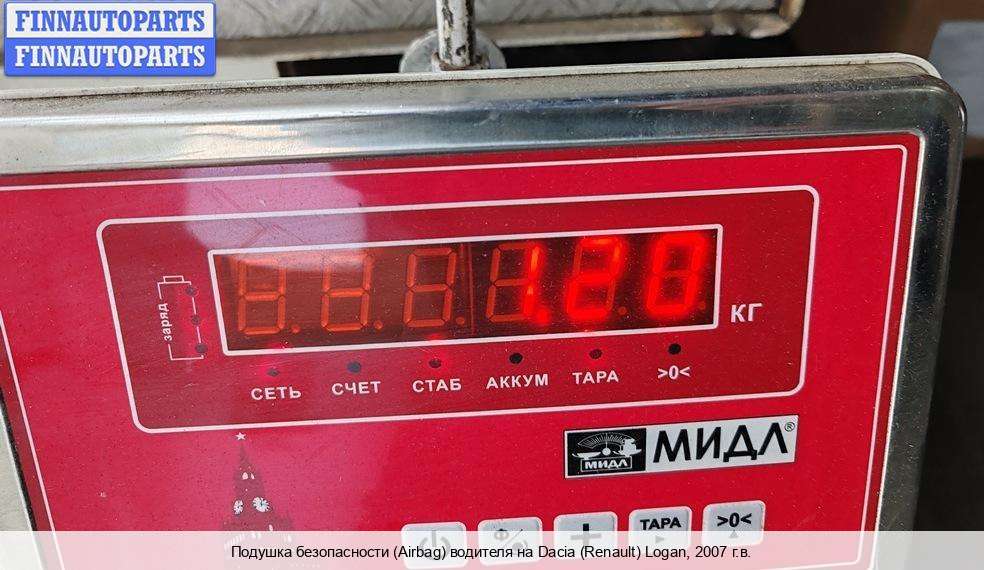 FINNAUTOPARTS
FINNAUTOPARTS
1.20
КГ
заряд
СЕТЬ СЧЕТ СТАБ АККУМ ТАРА >0<
МИДЛ МИДЛ®
ТАРА >0<
Подушка безопасности (Airbag) водителя на Dacia (Renault) Logan, 2007 г.в.